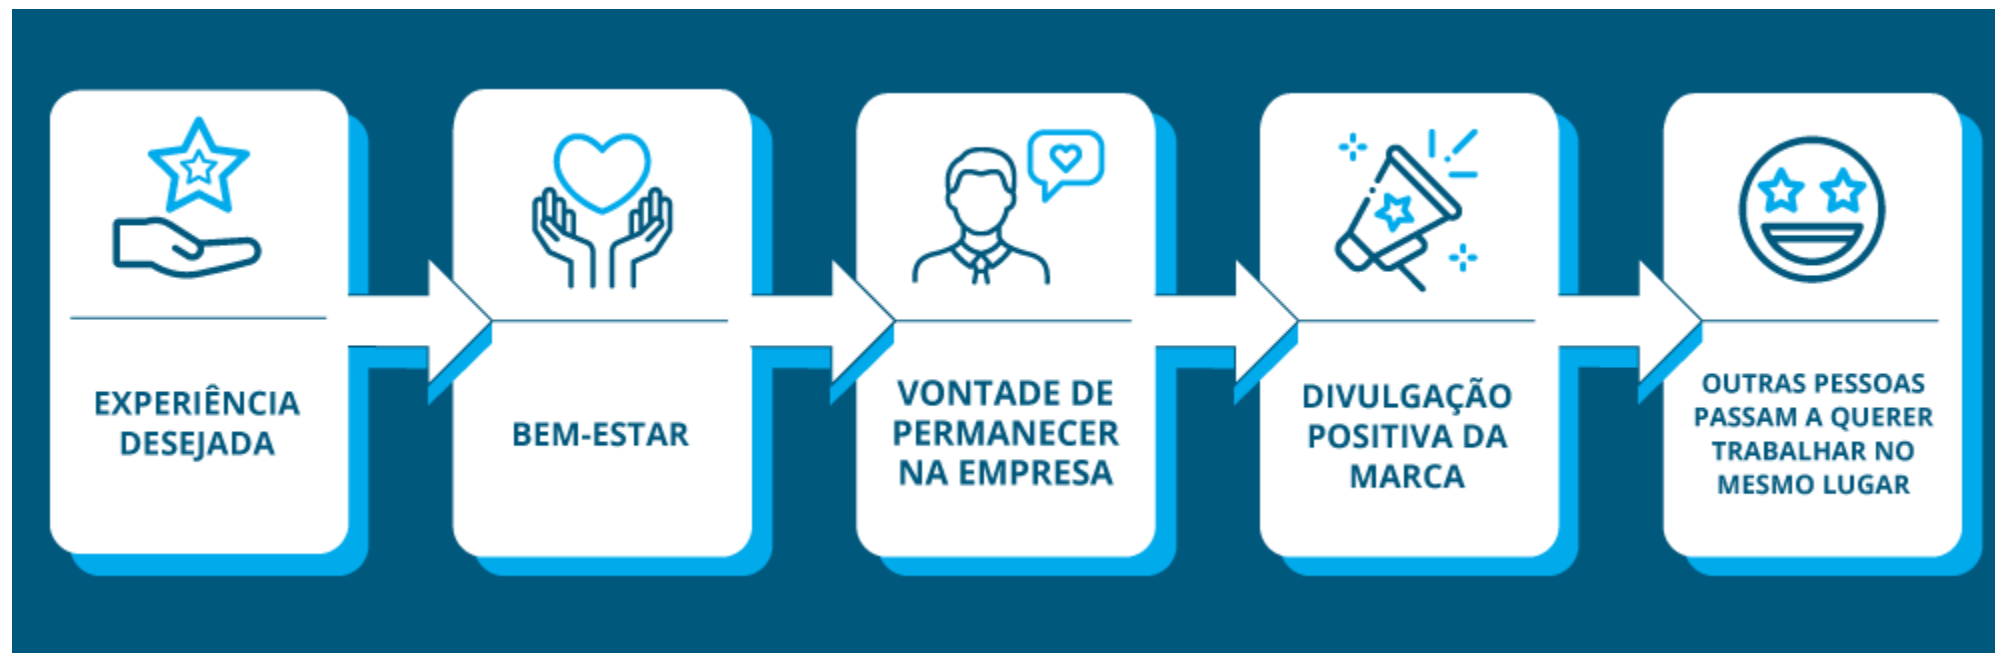 EXPERIÊNCIA
DESEJADA
BEM-ESTAR
VONTADE DE
PERMANECER
NA EMPRESA
DIVULGAÇÃO
POSITIVA DA
MARCA
OUTRAS PESSOAS
PASSAM A QUERER
TRABALHAR NO
MESMO LUGAR